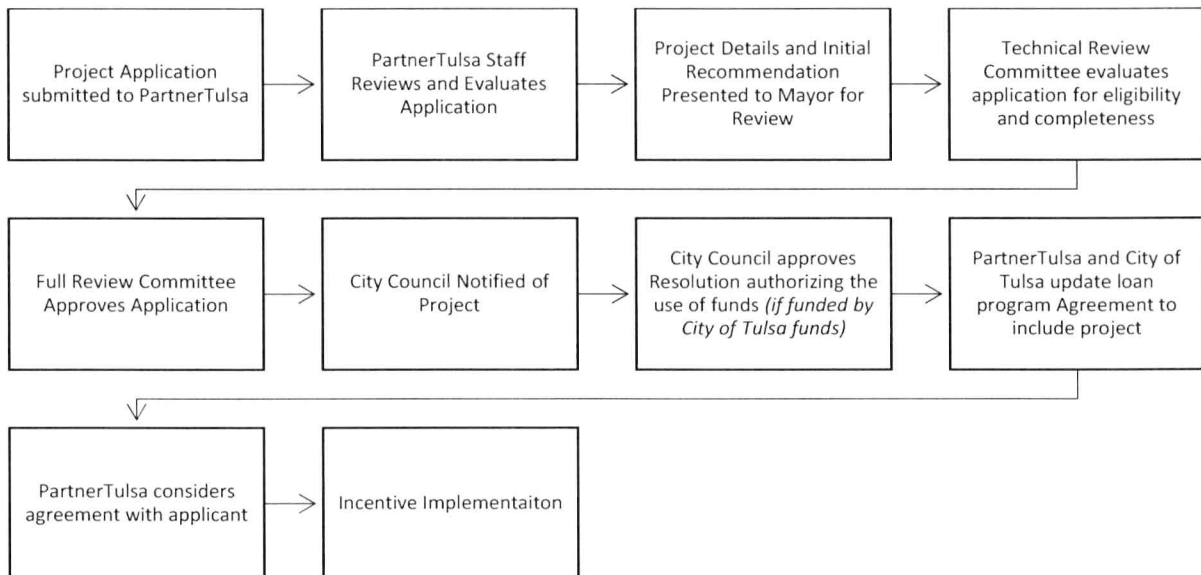 Project Application
submitted to PartnerTulsa
PartnerTulsa Staff
Reviews and Evaluates
Application
Project Details and Initial
Recommendation
Presented to Mayor for
Review
Technical Review
Committee evaluates
application for eligibility
and completeness
Full Review Committee
Approves Application
City Council Notified of
Project
City Council approves
Resolution authorizing the
use of funds (if funded by
City of Tulsa funds)
PartnerTulsa and City of
Tulsa update loan
program Agreement to
include project
PartnerTulsa considers
agreement with applicant
Incentive Implementaiton